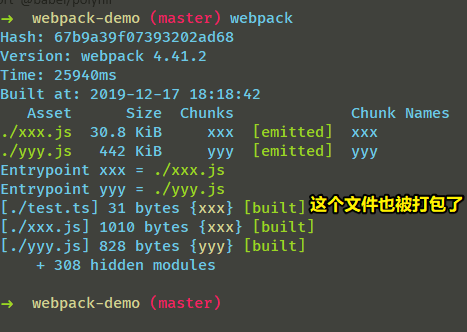 ➜ webpack-demo (master) webpack
Hash: 67b9a39f07393202ad68
Version: webpack 4.41.2
Time: 25940ms
Built at: 2019-12-17 18:18:42
Asset Size Chunks Chunk Names
./xxx.js 30.8 KiB xxx [emitted] xxx
./yyy.js 442 KiB yyy [emitted] yyy
Entrypoint xxx = ./xxx.js
Entrypoint yyy = ./yyy.js
[./test.ts] 31 bytes {xxx} [built] 这个文件也被打包了
[./xxx.js] 1010 bytes {xxx} [built]
[./yyy.js] 828 bytes {yyy} [built]
+ 308 hidden modules
➜ webpack-demo (master)